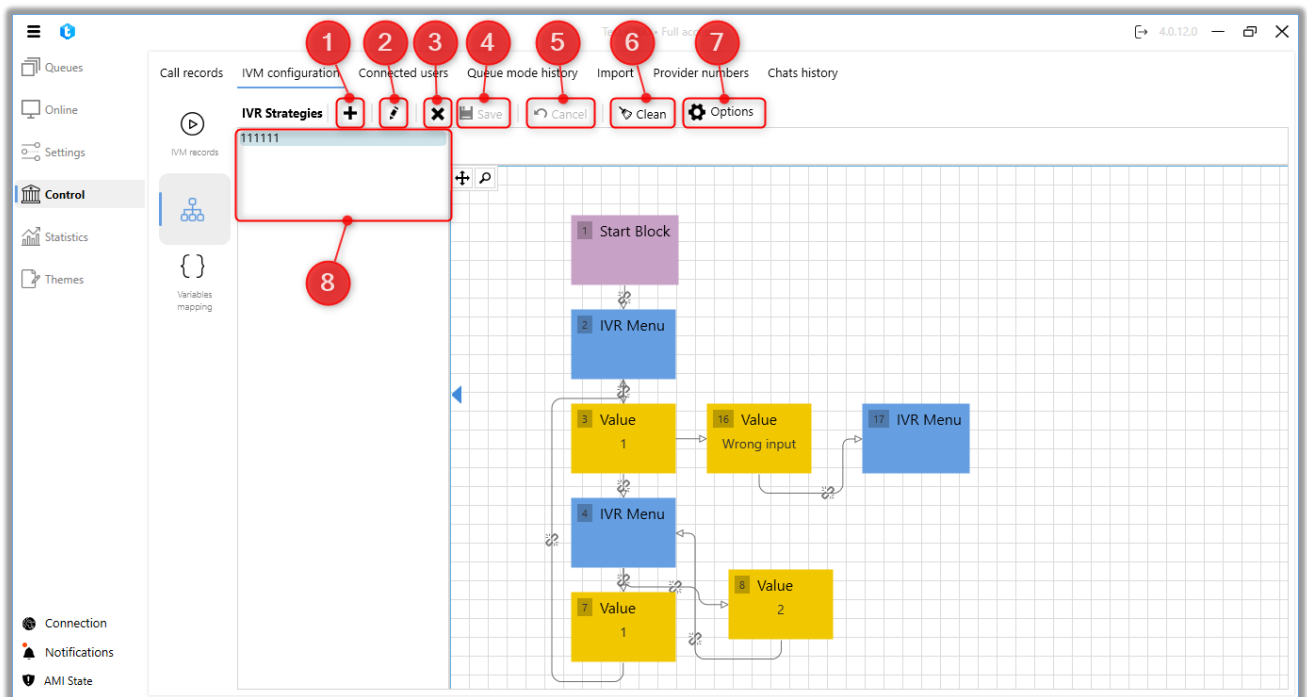 Te • Full acc
4.0.12.0
1 2 3 4 5 6 7
Queues
Online
Settings
Control
Statistics
Themes
Connection
Notifications
AMI State
Call records IVM configuration Connected users Queue mode history Import Provider numbers Chats history
IVM records
Variables
mapping
IVR Strategies Save Cancel Clean Options
111111
8
1 Start Block
2 IVR Menu
3 Value
1
16 Value
Wrong input
17 IVR Menu
4 IVR Menu
8 Value
2
7 Value
1